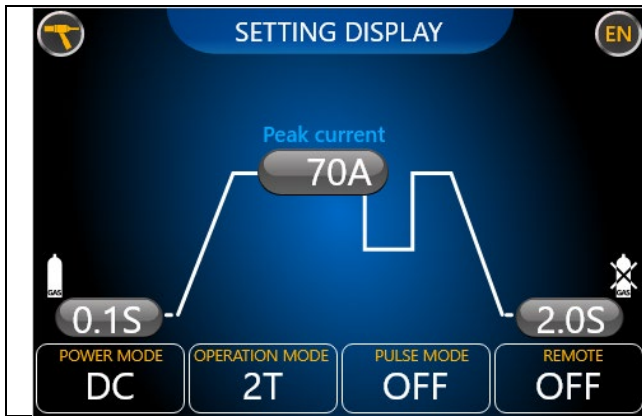 SETTING DISPLAY
EN
Peak current
70A
GAS
GAS
0.1S
2.0S
POWER MODE
OPERATION MODE
PULSE MODE
REMOTE
DC
2T
OFF
OFF